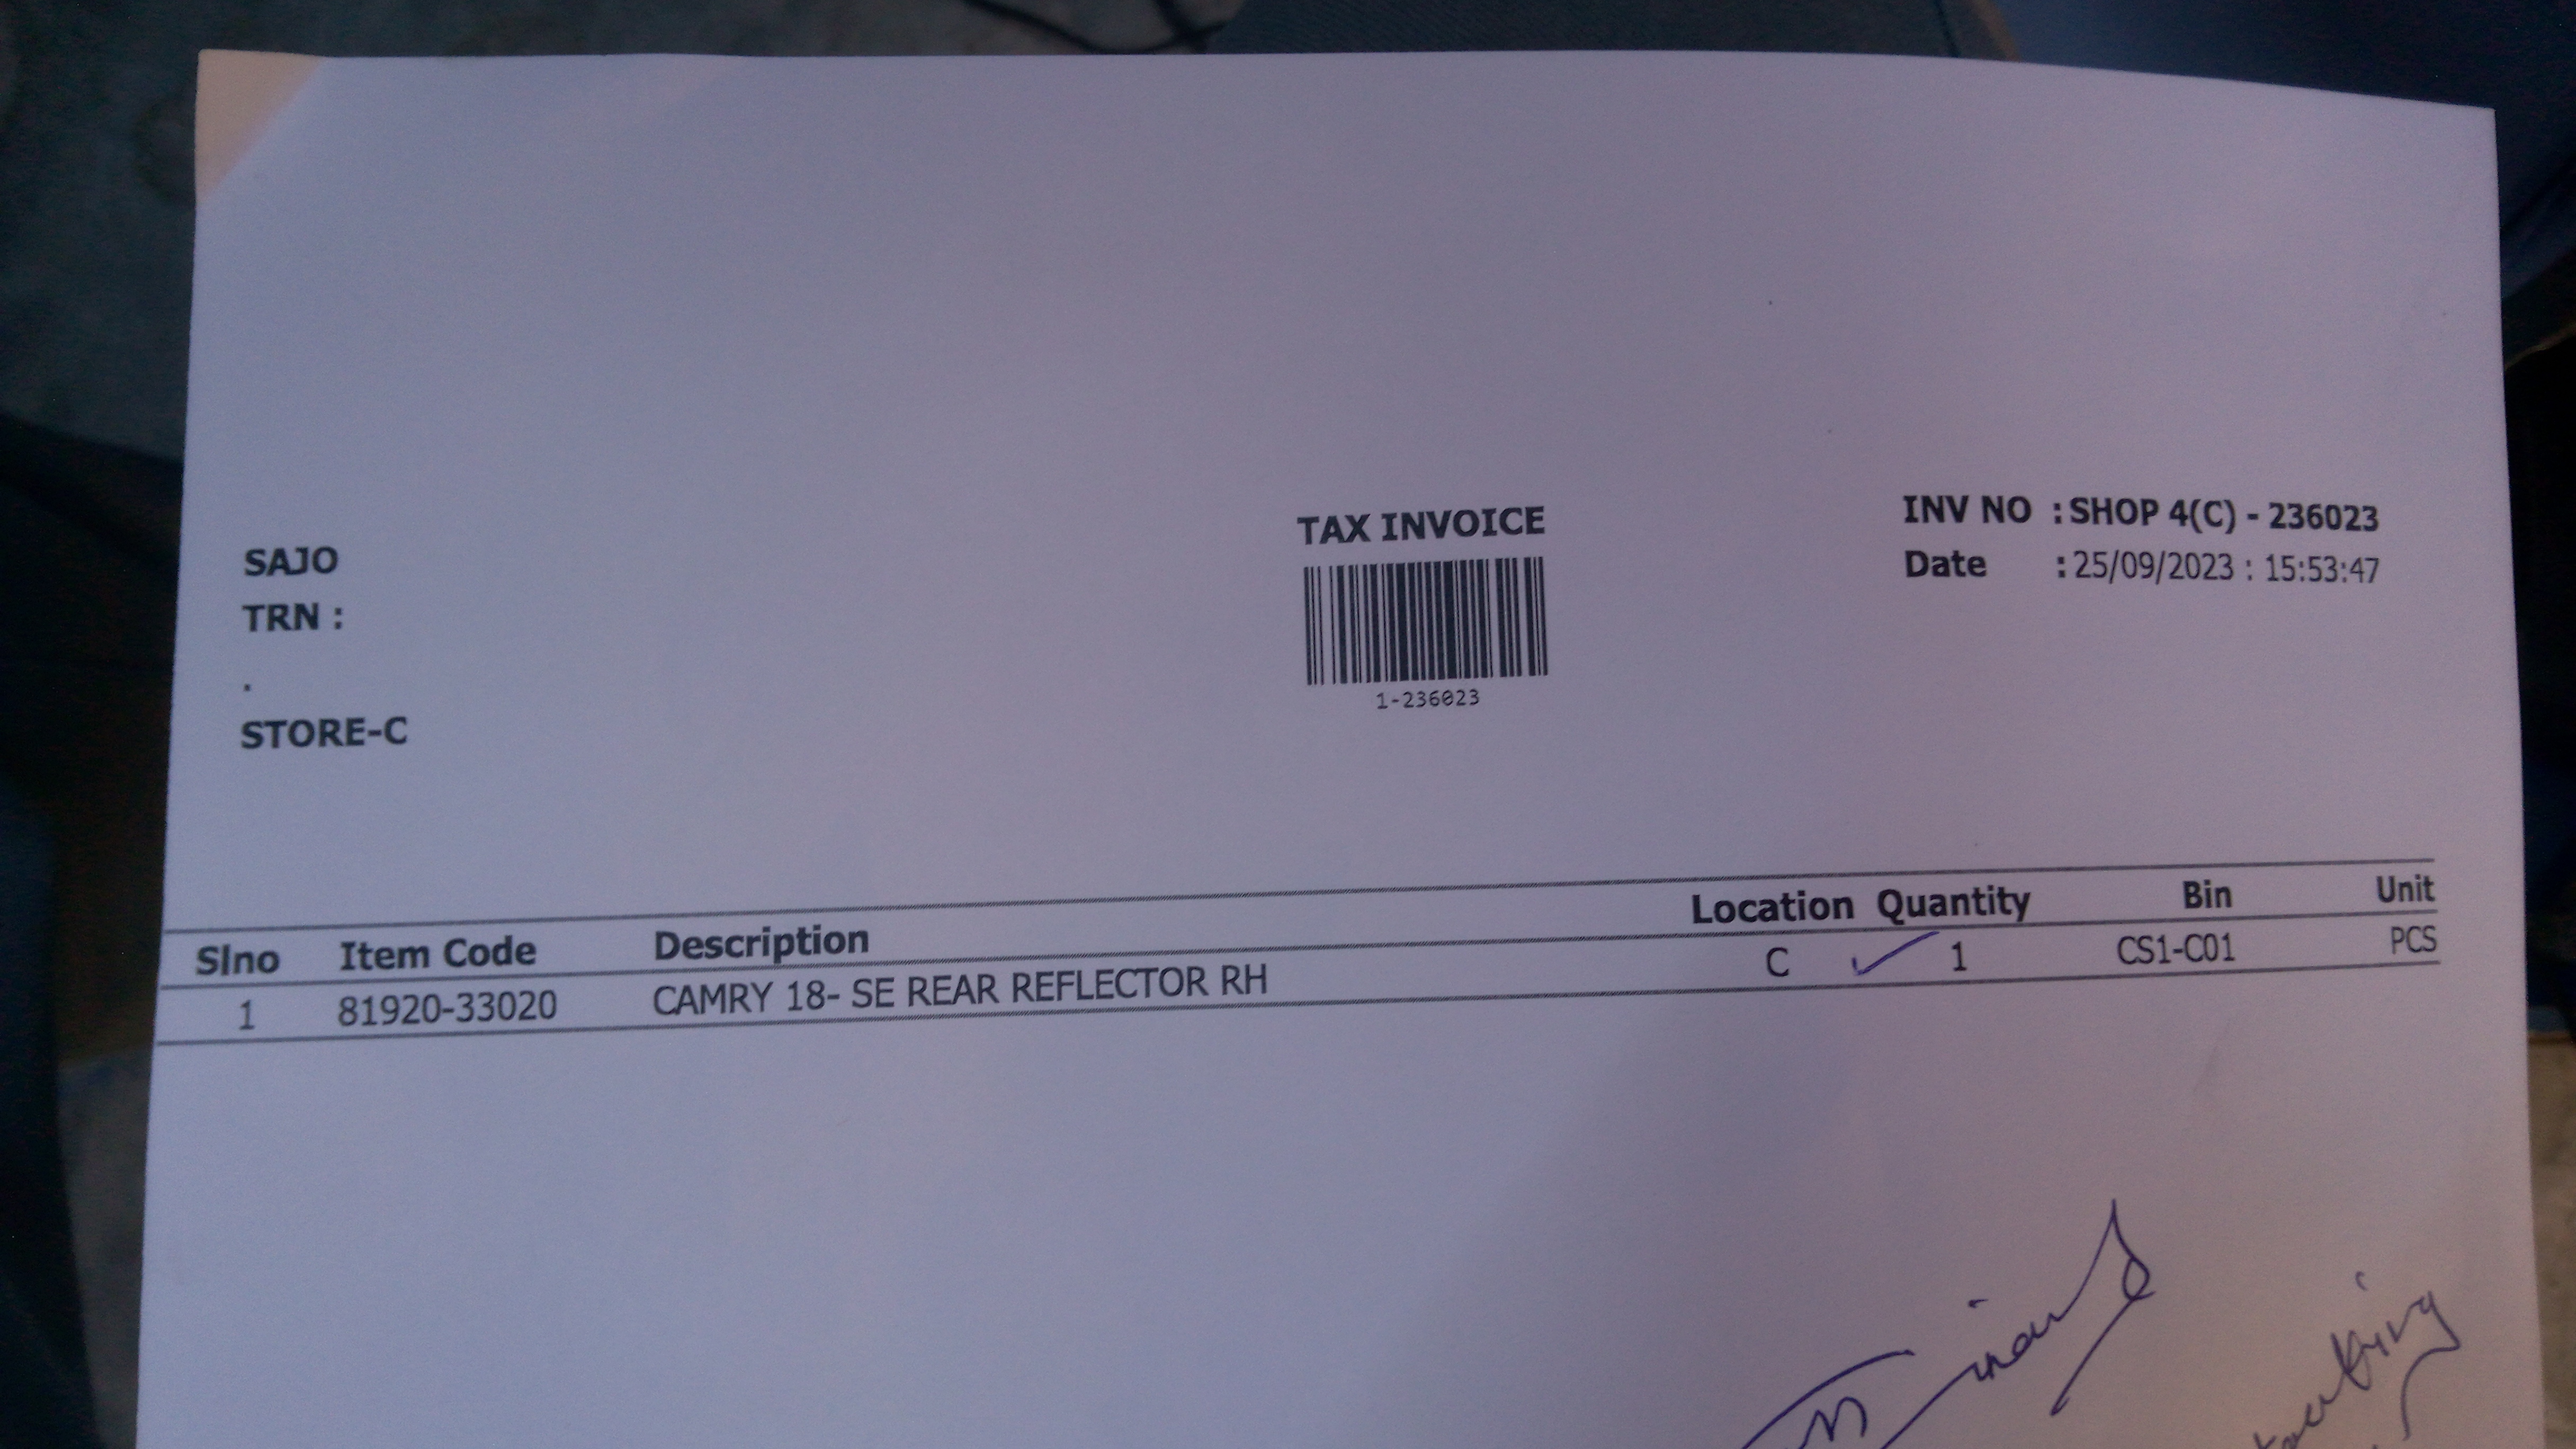 TAX INVOICE
INV NO : SHOP 4(C) - 236023
Date : 25/09/2023 : 15:53:47
SAJO
TRN :
.
STORE-C
1-236023
Slno Item Code Description Location Quantity Bin Unit
1 81920-33020 CAMRY 18- SE REAR REFLECTOR RH C ✓ 1 CS1-C01 PCS